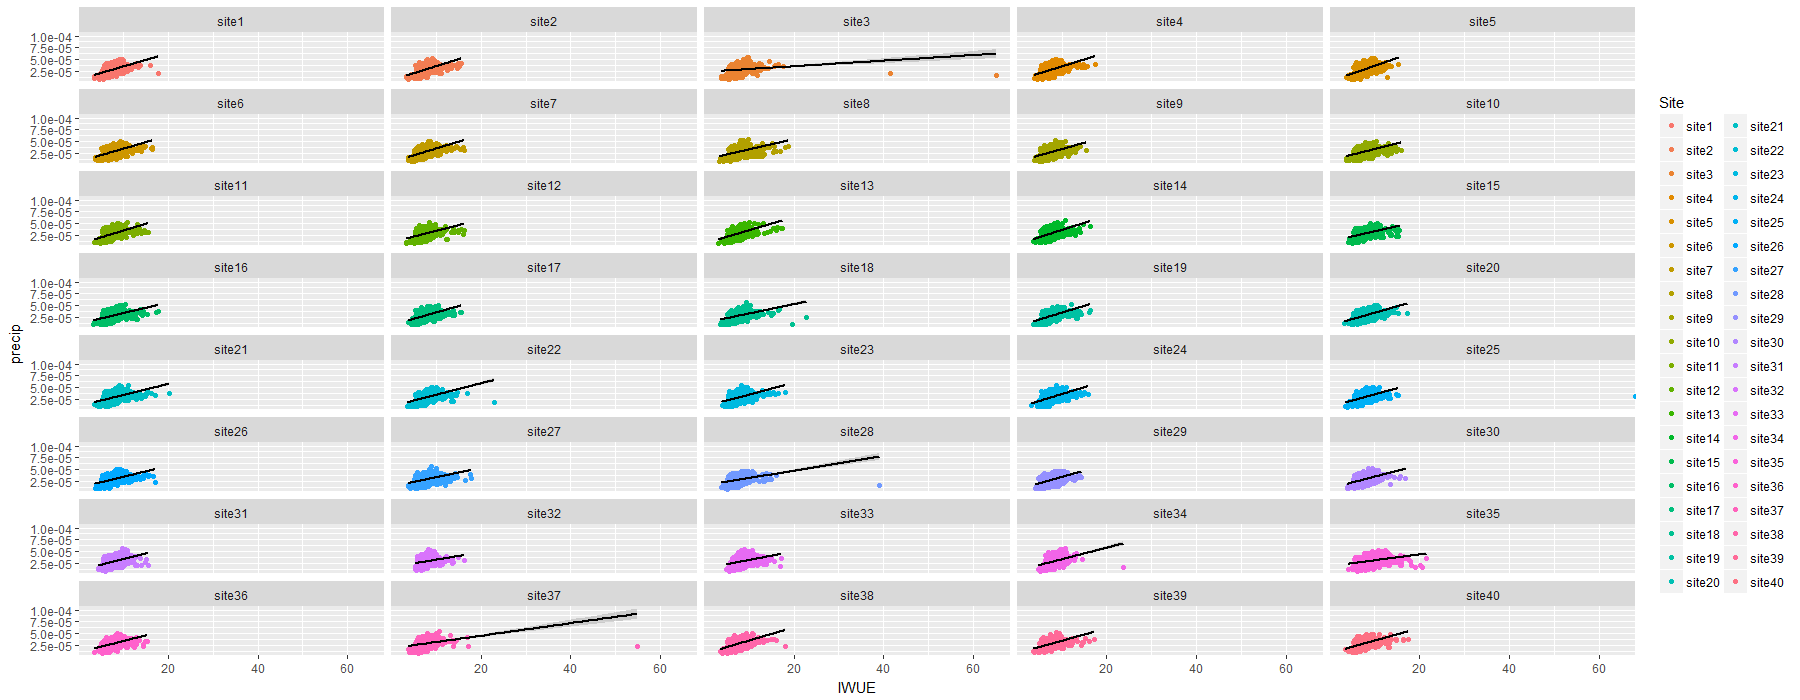 site1 site2 site3 site4 site5
1.0e-04
7.5e-05
5.0e-05
2.5e-05
site6 site7 site8 site9 site10
1.0e-04
7.5e-05
5.0e-05
2.5e-05
site11 site12 site13 site14 site15
1.0e-04
7.5e-05
5.0e-05
2.5e-05
site16 site17 site18 site19 site20
1.0e-04
7.5e-05
5.0e-05
2.5e-05
precip
site21 site22 site23 site24 site25
1.0e-04
7.5e-05
5.0e-05
2.5e-05
site26 site27 site28 site29 site30
1.0e-04
7.5e-05
5.0e-05
2.5e-05
site31 site32 site33 site34 site35
1.0e-04
7.5e-05
5.0e-05
2.5e-05
site36 site37 site38 site39 site40
1.0e-04
7.5e-05
5.0e-05
2.5e-05
20 40 60 20 40 60 20 40 60 20 40 60 20 40 60
IWUE
Site
site1 site21
site2 site22
site3 site23
site4 site24
site5 site25
site6 site26
site7 site27
site8 site28
site9 site29
site10 site30
site11 site31
site12 site32
site13 site33
site14 site34
site15 site35
site16 site36
site17 site37
site18 site38
site19 site39
site20 site40